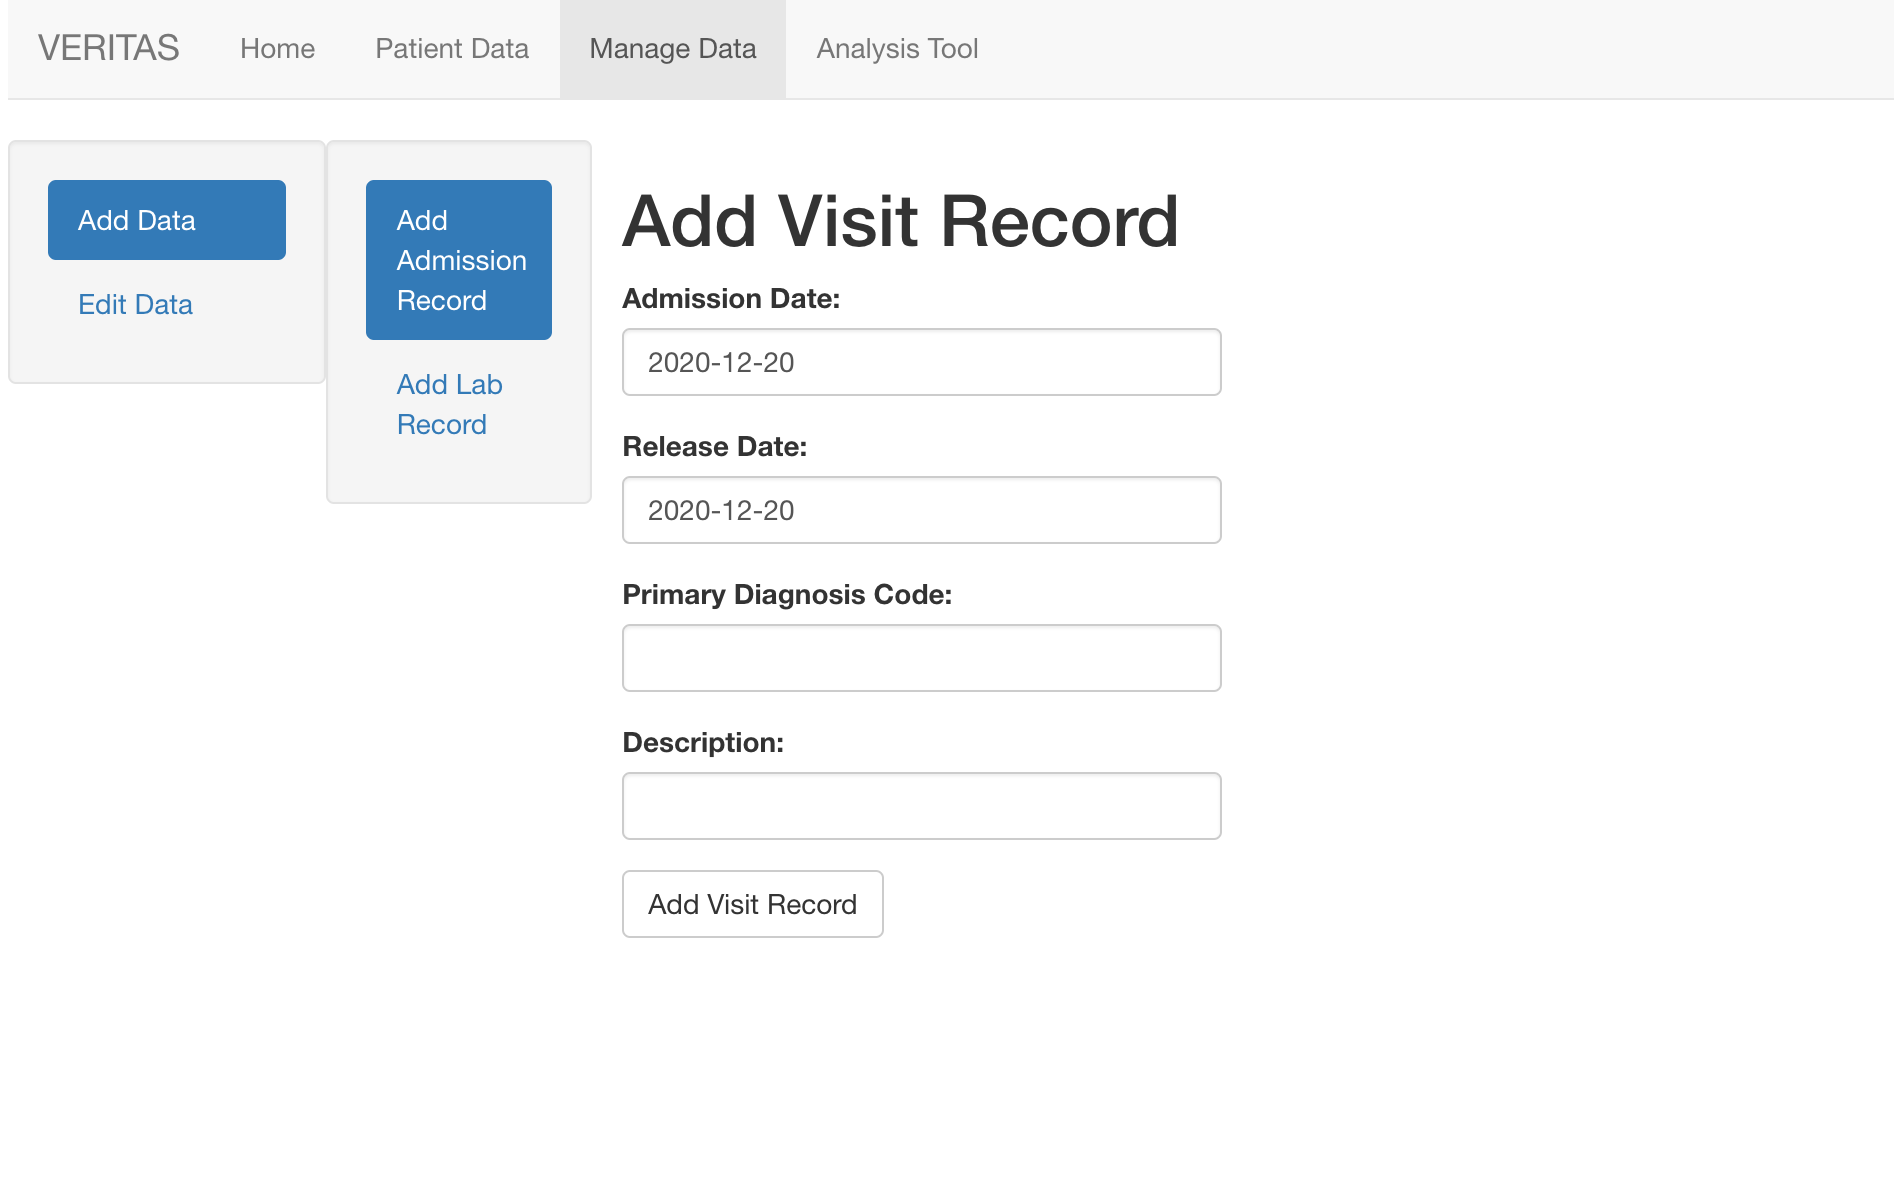 VERITAS Home Patient Data Manage Data Analysis Tool
Add Data
Edit Data
Add
Admission
Record
Add Lab
Record
Add Visit Record
Admission Date:
2020-12-20
Release Date:
2020-12-20
Primary Diagnosis Code:
Description:
Add Visit Record